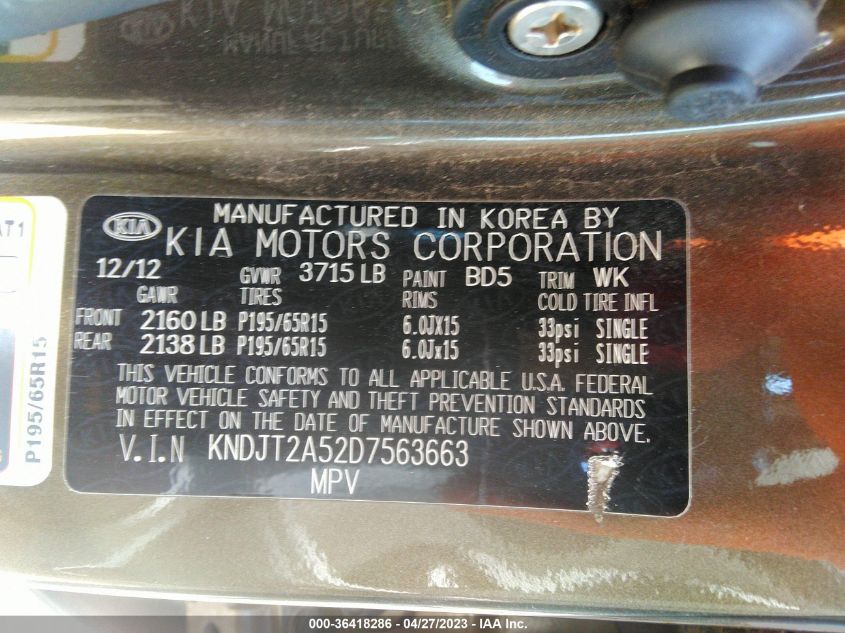 MANUFACTURED IN KOREA BY
KIA KIA MOTORS CORPORATION
12/12 GVWR 3715 LB PAINT BD5 TRIM WK
GAWR TIRES RIMS COLD TIRE INFL
FRONT 2160 LB P195/65R15 6.0JX15 33psi SINGLE
REAR 2138 LB P195/65R15 6.0Jx15 33psi SINGLE
THIS VEHICLE CONFORMS TO ALL APPLICABLE U.S.A. FEDERAL
MOTOR VEHICLE SAFETY AND THEFT PREVENTION STANDARDS
IN EFFECT ON THE DATE OF MANUFACTURE SHOWN ABOVE.
V.I.N KNDJT2A52D7563663
MPV
P195/65R15
000-36418286 - 04/27/2023 - IAA Inc.